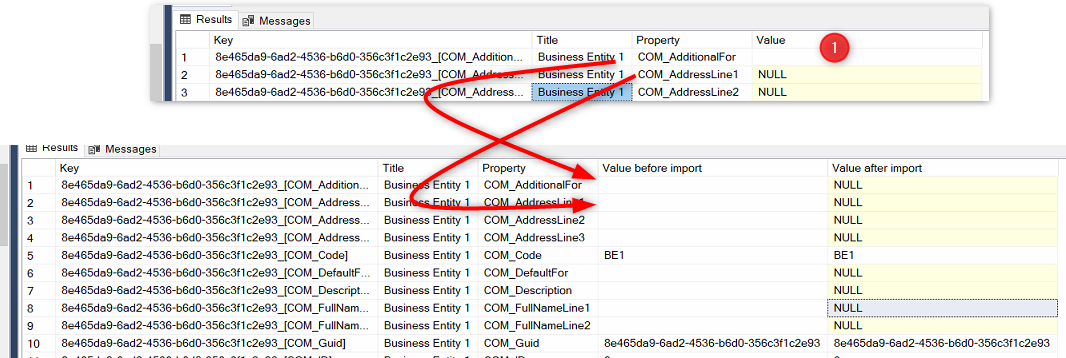 Results Messages
Key Title Property Value
1
1 8e465da9-6ad2-4536-b6d0-356c3f1c2e93_[COM_Addition... Business Entity 1 COM_AdditionalFor
2 8e465da9-6ad2-4536-b6d0-356c3f1c2e93_[COM_Address... Business Entity 1 COM_AddressLine1 NULL
3 8e465da9-6ad2-4536-b6d0-356c3f1c2e93_[COM_Address... Business Entity 1 COM_AddressLine2 NULL
Results Messages
Key Title Property Value before import Value after import
1 8e465da9-6ad2-4536-b6d0-356c3f1c2e93_[COM_Addition... Business Entity 1 COM_AdditionalFor NULL
2 8e465da9-6ad2-4536-b6d0-356c3f1c2e93_[COM_Address... Business Entity 1 NULL
3 8e465da9-6ad2-4536-b6d0-356c3f1c2e93_[COM_Address... Business Entity 1 COM_AddressLine2 NULL
4 8e465da9-6ad2-4536-b6d0-356c3f1c2e93_[COM_Address... Business Entity 1 COM_AddressLine3 NULL
5 8e465da9-6ad2-4536-b6d0-356c3f1c2e93_[COM_Code] Business Entity 1 COM_Code BE1 BE1
6 8e465da9-6ad2-4536-b6d0-356c3f1c2e93_[COM_DefaultF... Business Entity 1 COM_DefaultFor NULL
7 8e465da9-6ad2-4536-b6d0-356c3f1c2e93_[COM_Descript... Business Entity 1 COM_Description NULL
8 8e465da9-6ad2-4536-b6d0-356c3f1c2e93_[COM_FullNam... Business Entity 1 COM_FullNameLine1 NULL
9 8e465da9-6ad2-4536-b6d0-356c3f1c2e93_[COM_FullNam... Business Entity 1 COM_FullNameLine2 NULL
10 8e465da9-6ad2-4536-b6d0-356c3f1c2e93_[COM_Guid] Business Entity 1 COM_Guid 8e465da9-6ad2-4536-b6d0-356c3f1c2e93 8e465da9-6ad2-4536-b6d0-356c3f1c2e93